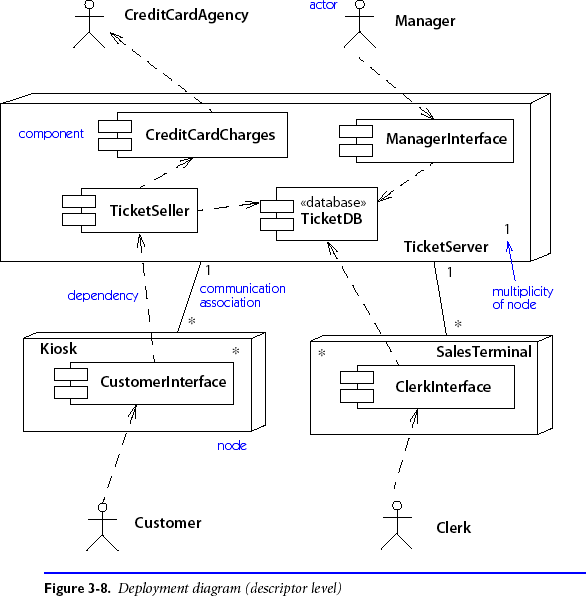 CreditCardAgency
actor
Manager
component
CreditCardCharges
ManagerInterface
TicketSeller
«database»
TicketDB
1
TicketServer
dependency
1
communication
association
*
1
*
multiplicity
of node
Kiosk
*
CustomerInterface
*
SalesTerminal
ClerkInterface
node
Customer
Clerk
Figure 3-8. Deployment diagram (descriptor level)